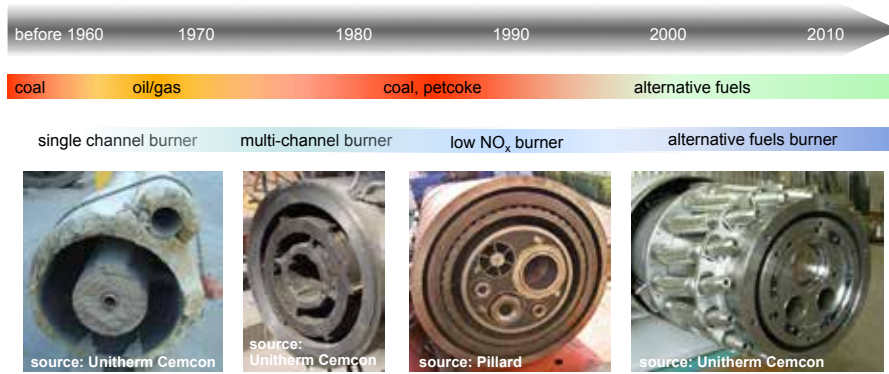 before 1960 1970 1980 1990 2000 2010
coal oil/gas coal, petcoke alternative fuels
single channel burner multi-channel burner low NOx burner alternative fuels burner
source: Unitherm Cemcon
source:
Unitherm Cemcon
source: Pillard
source: Unitherm Cemcon